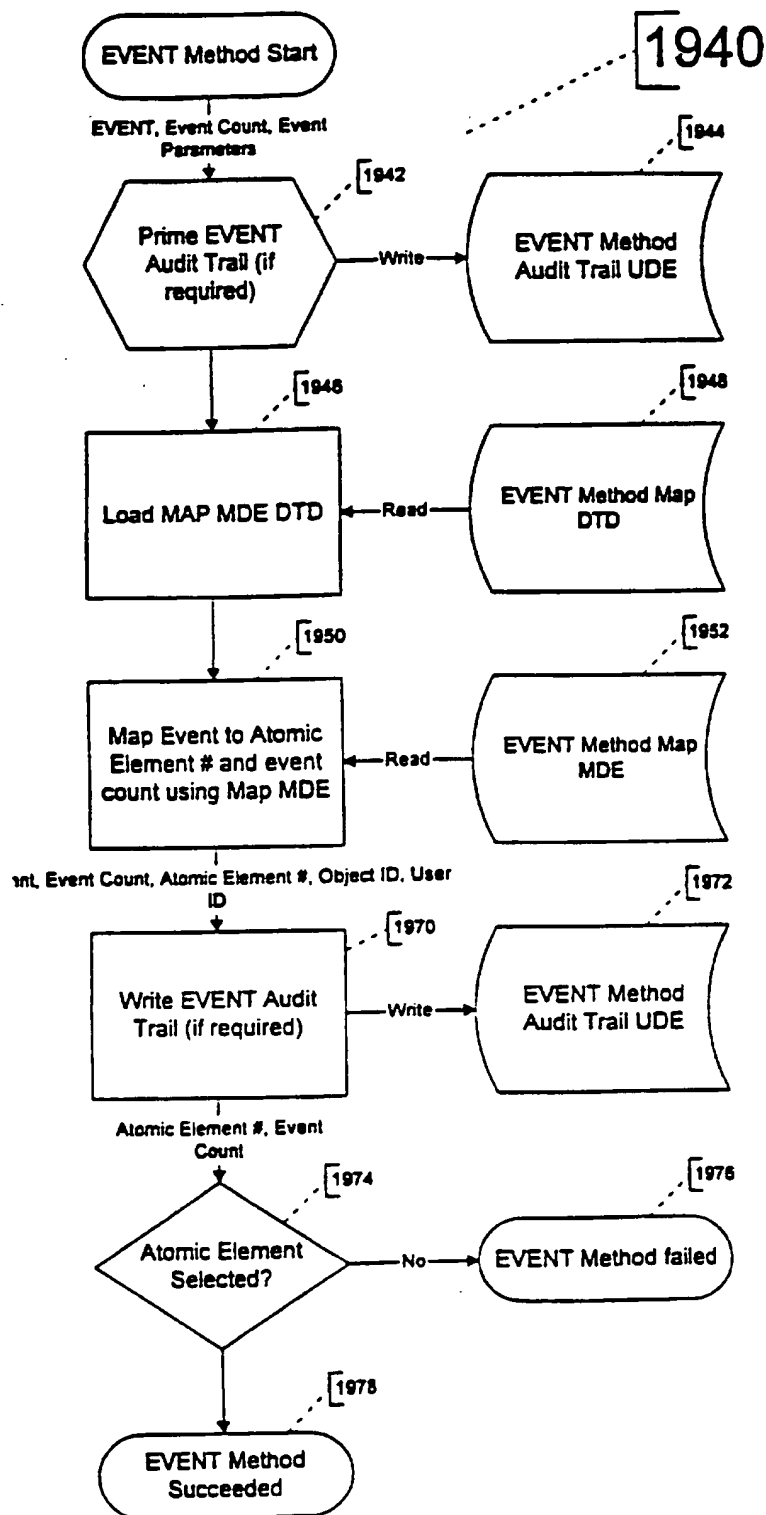 EVENT Method Start
1940
EVENT, Event Count, Event
Parameters
1942
1944
Prime EVENT
Audit Trail (if
required)
Write
EVENT Method
Audit Trail UDE
1946
1948
Load MAP MDE DTD
Read
EVENT Method Map
DTD
1950
1952
Map Event to Atomic
Element # and event
count using Map MDE
Read
EVENT Method Map
MDE
Event Count, Atomic Element #, Object ID, User
ID
1970
1972
Write EVENT Audit
Trail (if required)
Write
EVENT Method
Audit Trail UDE
Atomic Element #, Event
Count
1974
1976
Atomic Element
Selected?
No
EVENT Method failed
1978
EVENT Method
Succeeded